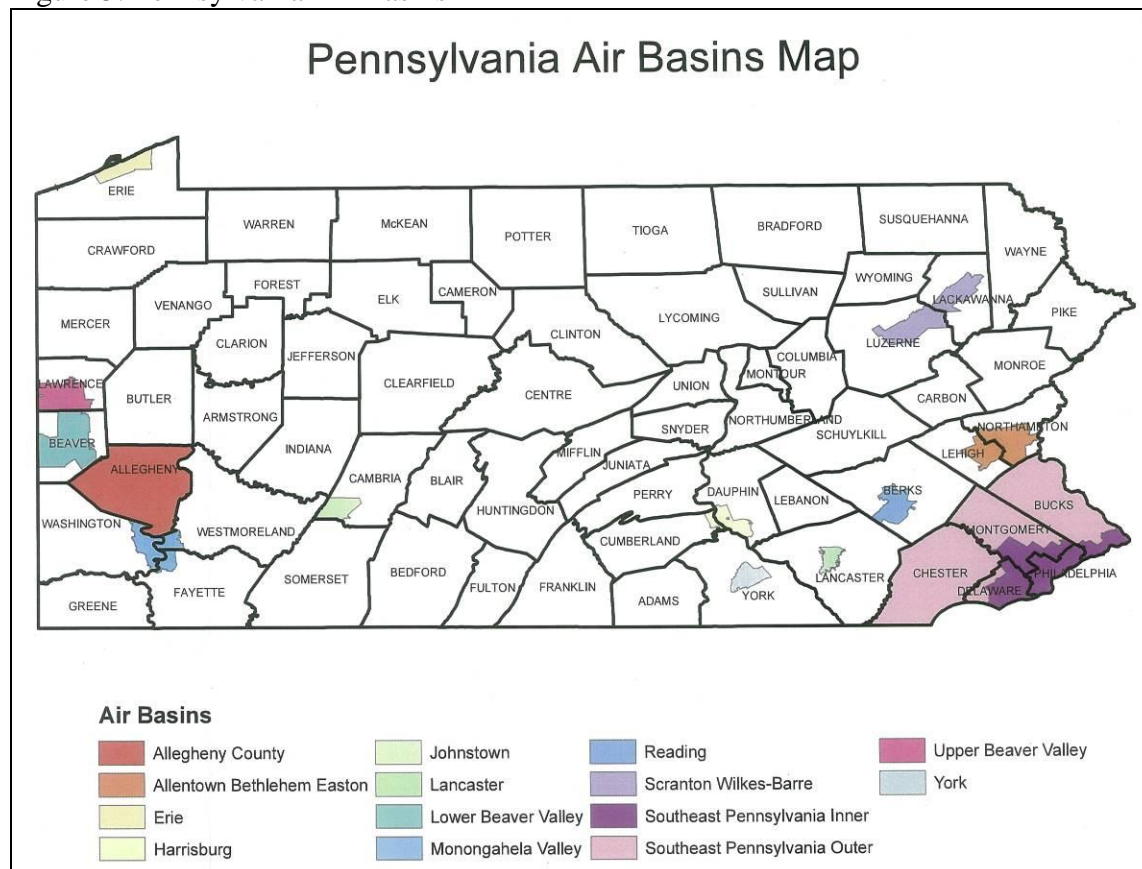 Pennsylvania Air Basins Map
ERIE
CRAWFORD
WARREN
McKEAN
POTTER
TIOGA
BRADFORD
SUSQUEHANNA
WAYNE
WYOMING
LACKAWANNA
PIKE
MERCER
VENANGO
FOREST
ELK
CAMERON
CLINTON
LYCOMING
SULLIVAN
LUZERNE
MONROE
CLARION
JEFFERSON
CLEARFIELD
CENTRE
UNION
MONTOUR
COLUMBIA
CARBON
LAWRENCE
BUTLER
ARMSTRONG
SNYDER
NORTHUMBERLAND
SCHUYLKILL
NORTHAMPTON
LEHIGH
BEAVER
ALLEGHENY
INDIANA
CAMBRIA
BLAIR
MIFFLIN
JUNIATA
HUNTINGDON
PERRY
DAUPHIN
LEBANON
BERKS
BUCKS
MONTGOMERY
WASHINGTON
WESTMORELAND
CUMBERLAND
LANCASTER
CHESTER
DELAWARE
PHILADELPHIA
GREENE
FAYETTE
SOMERSET
BEDFORD
FULTON
FRANKLIN
ADAMS
YORK
Air Basins
Allegheny County
Allentown Bethlehem Easton
Erie
Harrisburg
Johnstown
Lancaster
Lower Beaver Valley
Monongahela Valley
Reading
Scranton Wilkes-Barre
Southeast Pennsylvania Inner
Southeast Pennsylvania Outer
Upper Beaver Valley
York